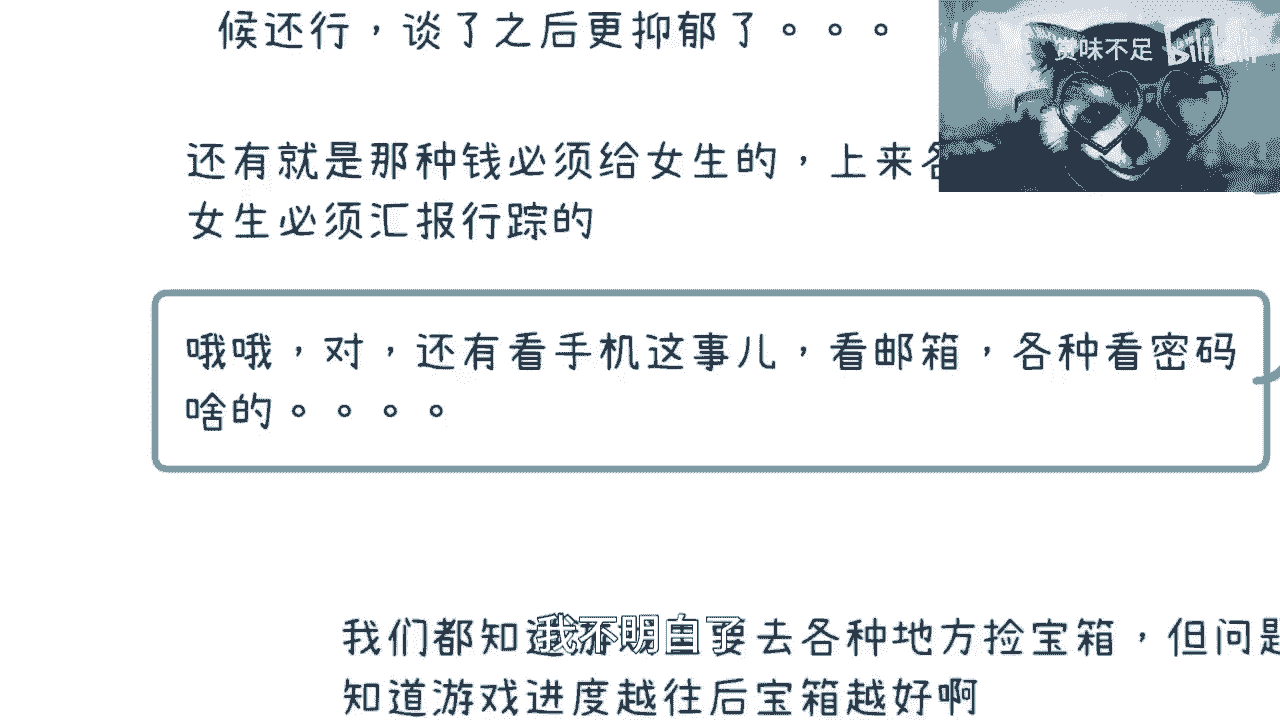 候还行，谈了之后更抑郁了。。。
赏味不足 bilibili
还有就是那种钱必须给女生的，上来
女生必须汇报行踪的
哦哦，对，还有看手机这事儿，看邮箱，各种看密码
啥的。。。。
我们都知道 要去各种地方捡宝箱，但问题
我不明白了
知道游戏进度越往后宝箱越好啊